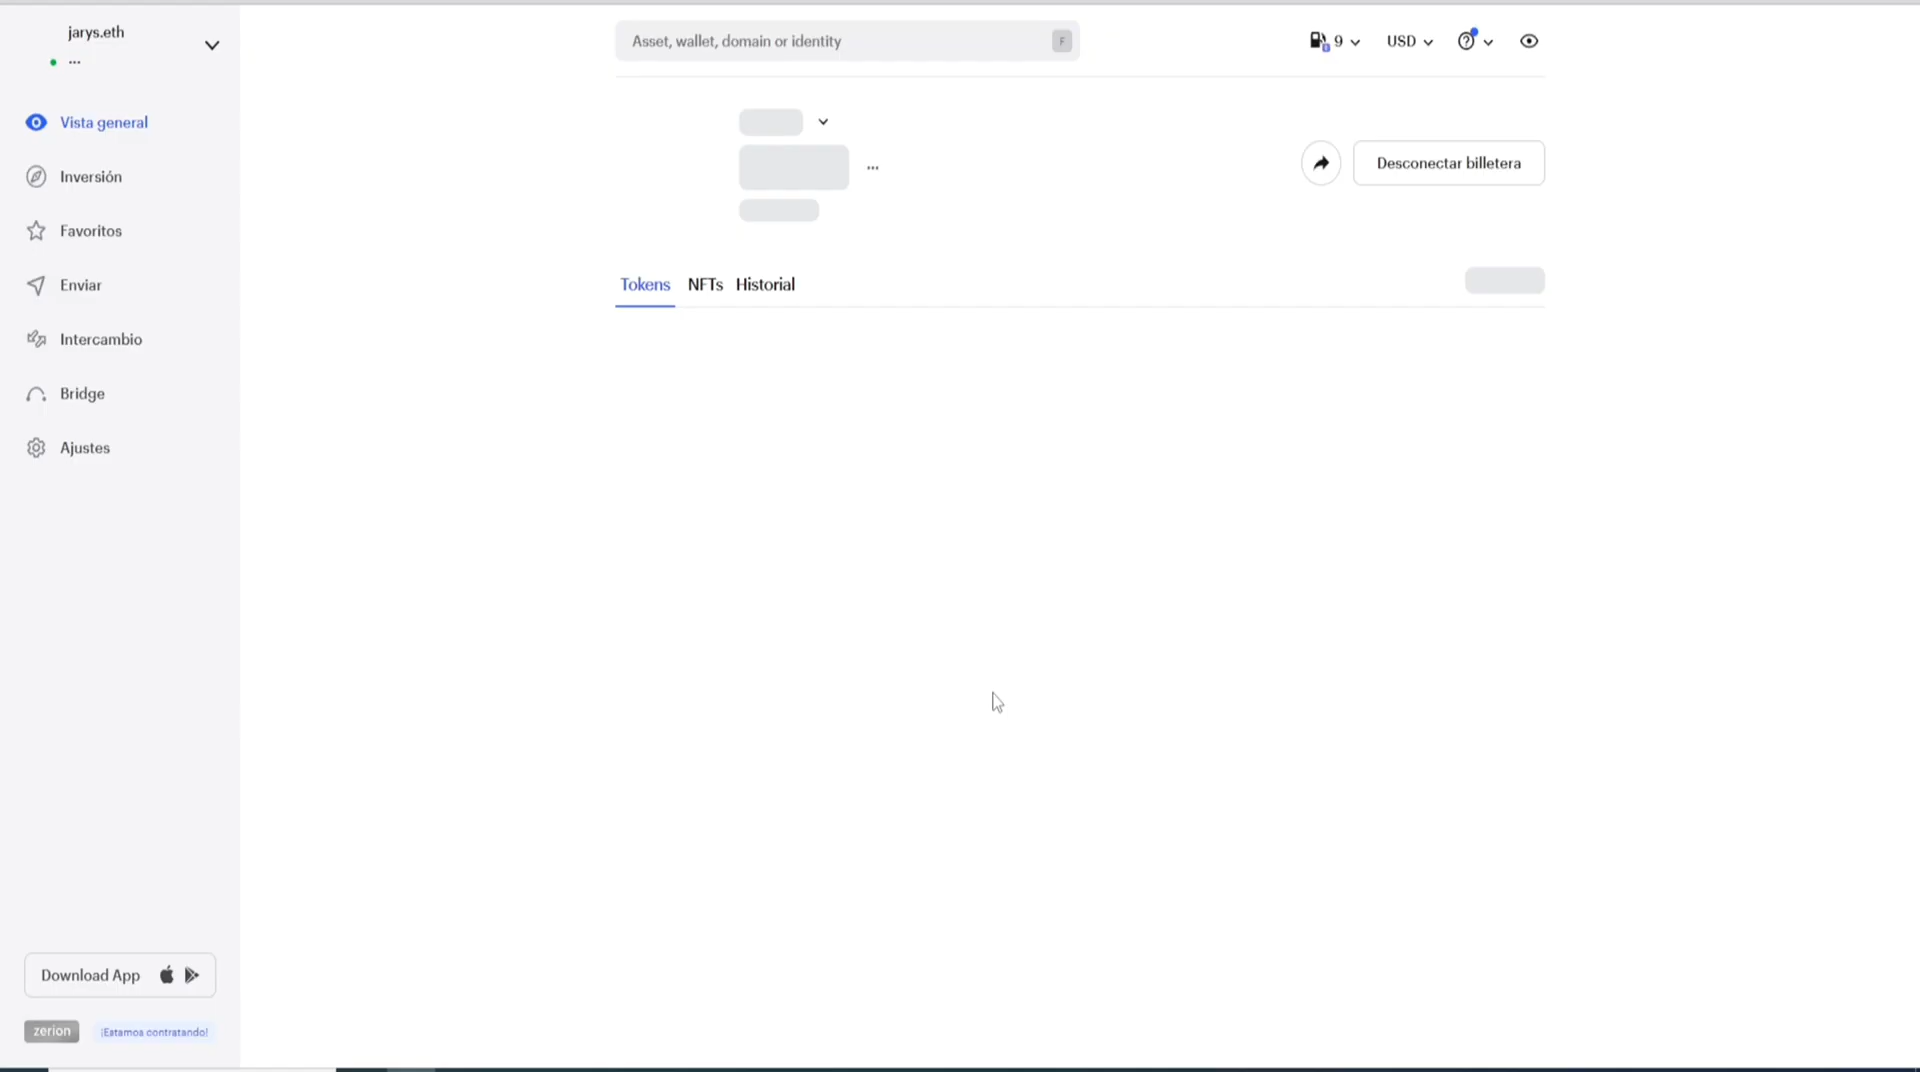 jarys.eth
...
Vista general
Inversión
Favoritos
Enviar
Intercambio
Bridge
Ajustes
Download App
zerion
¡Estamos contratando!
Asset, wallet, domain or identity
F
9
USD
...
Desconectar billetera
Tokens
NFTs
Historial